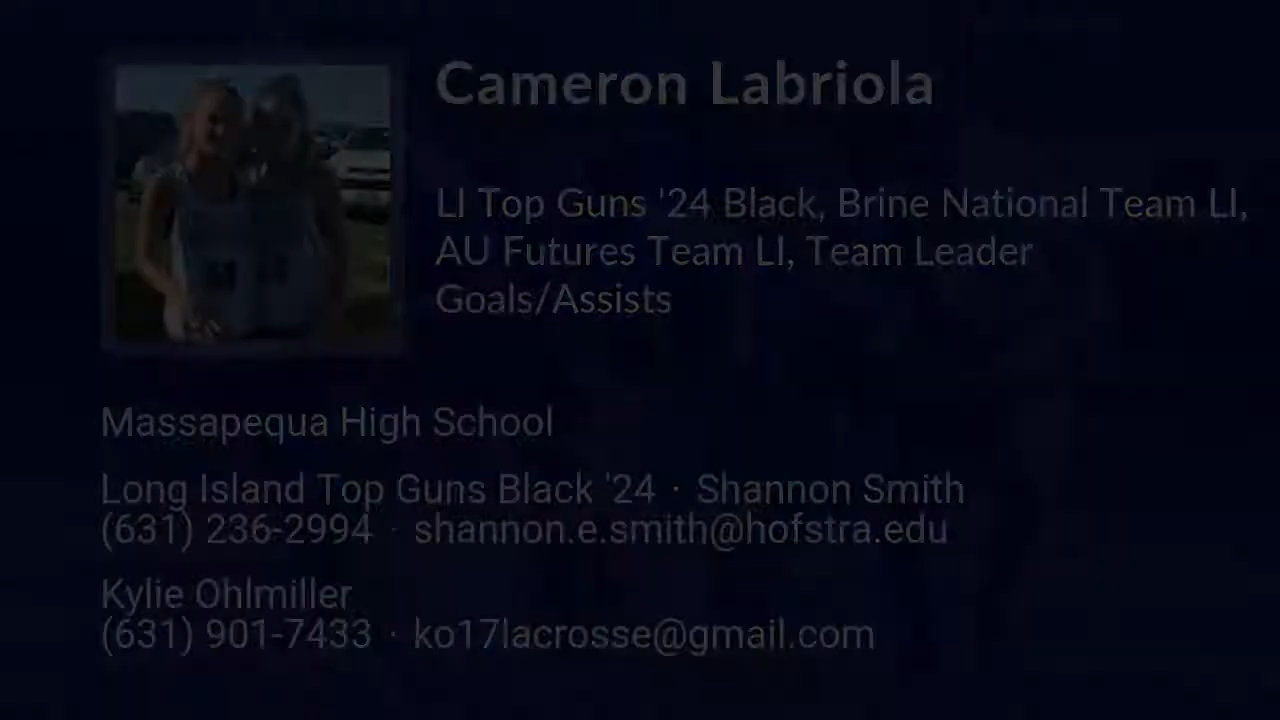 Cameron Labriola
LI Top Guns '24 Black, Brine National Team LI,
AU Futures Team LI, Team Leader
Goals/Assists
Massapequa High School
Long Island Top Guns Black '24 · Shannon Smith
(631) 236-2994 · shannon.e.smith@hofstra.edu
Kylie Ohlmiller
(631) 901-7433 · ko17lacrosse@gmail.com